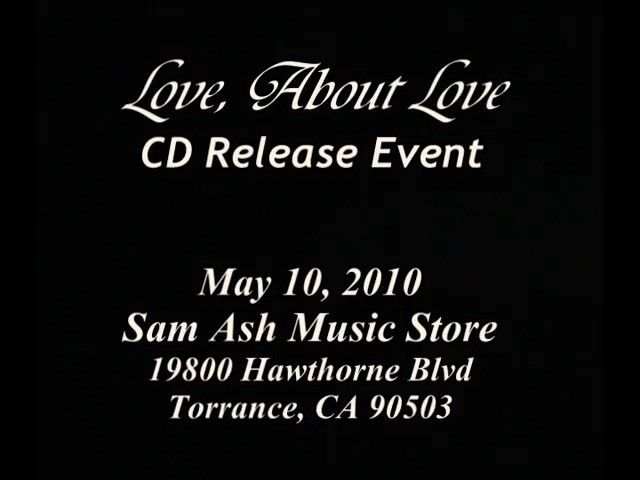 Love, About Love
CD Release Event
May 10, 2010
Sam Ash Music Store
19800 Hawthorne Blvd
Torrance, CA 90503